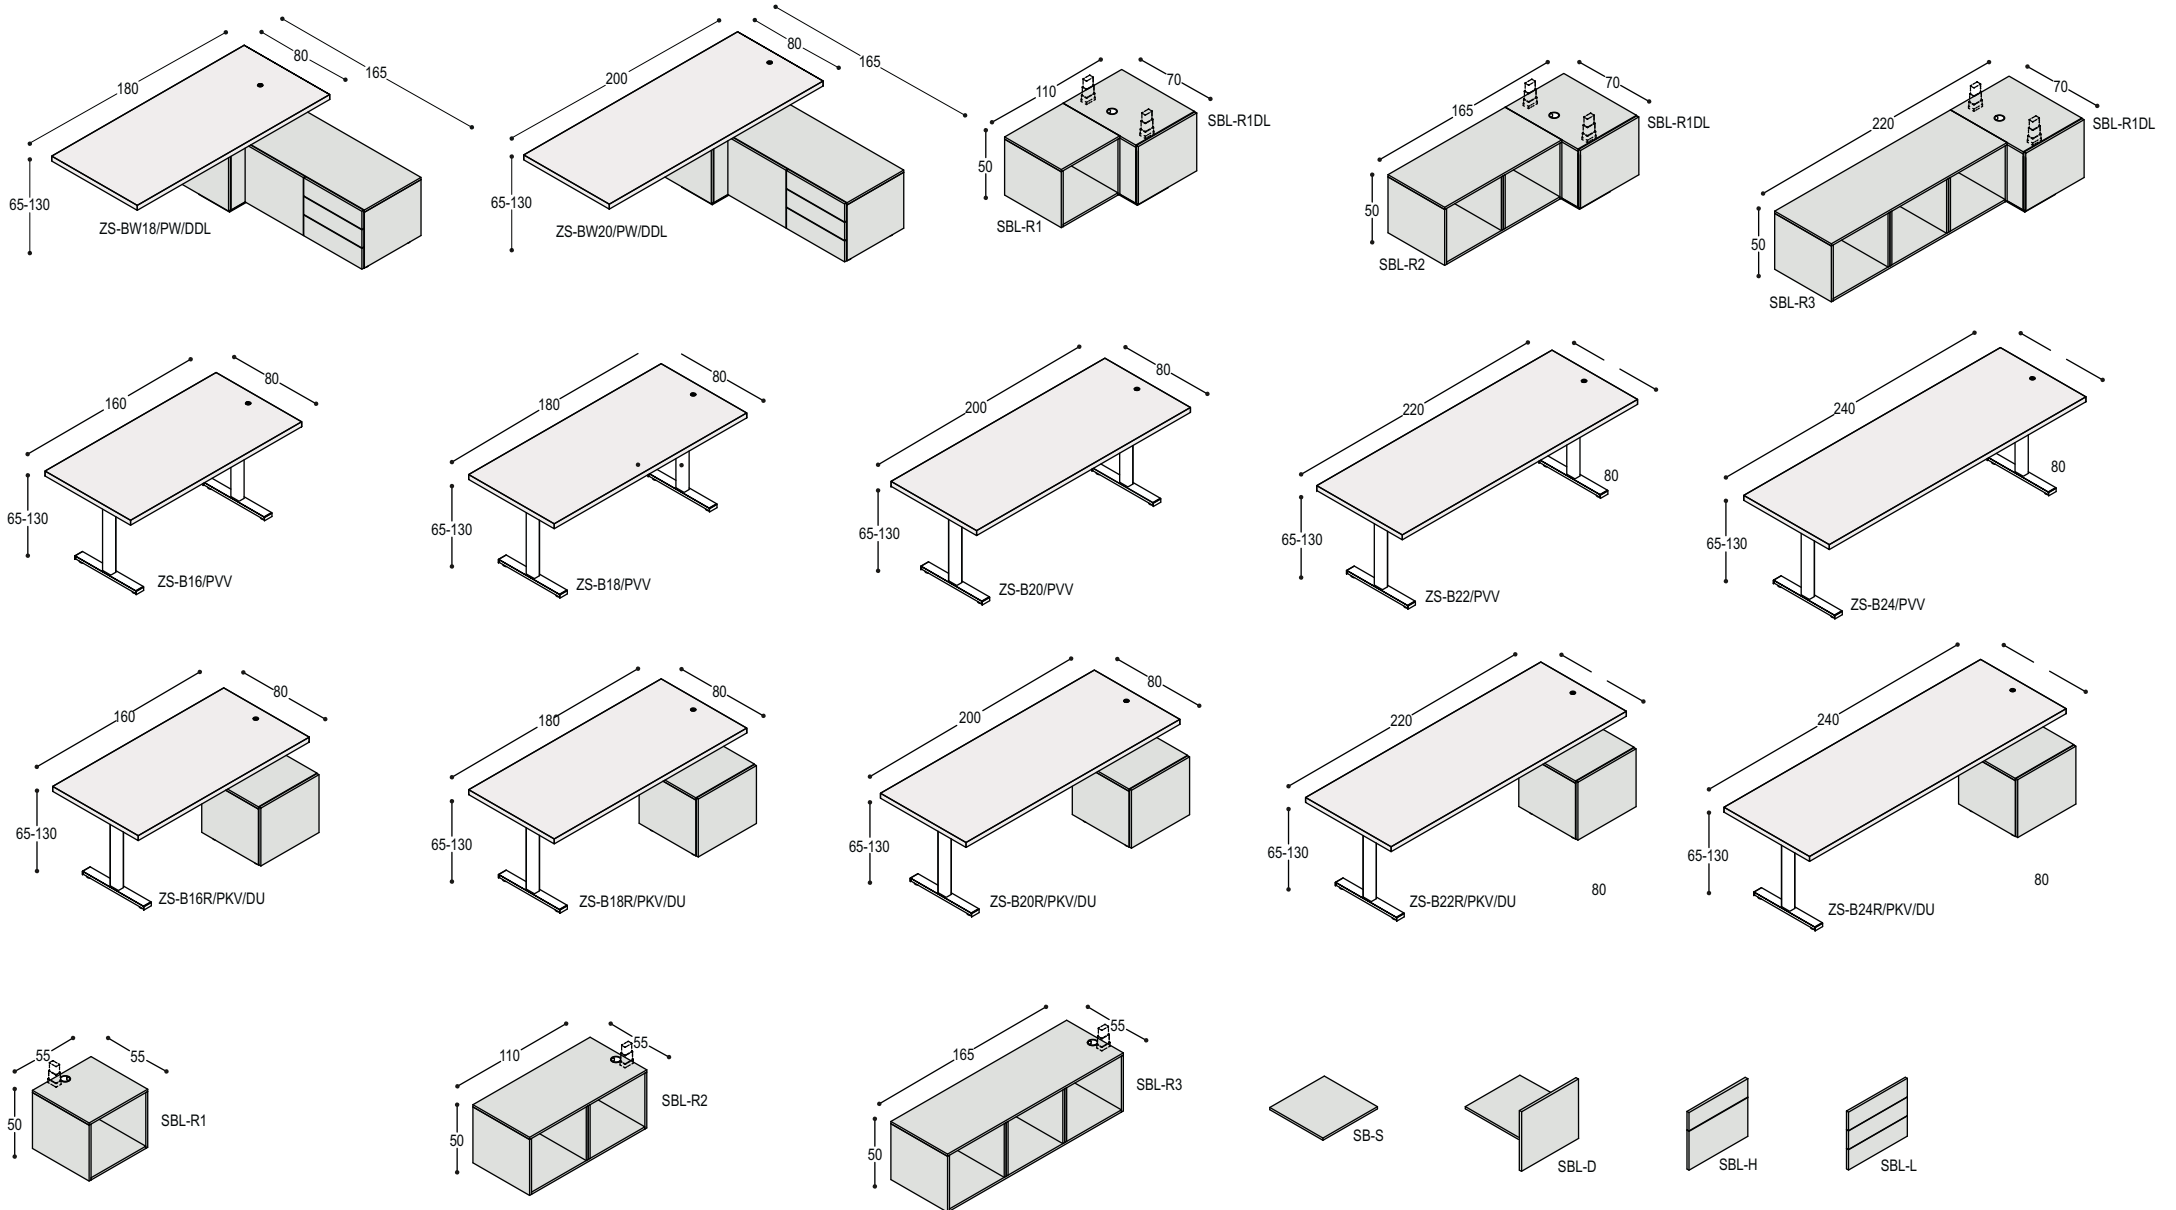 180
80
165
65-130
ZS-BW18/PW/DDL
200
80
165
65-130
ZS-BW20/PW/DDL
110
70
50
SBL-R1DL
SBL-R1
165
70
50
SBL-R1DL
SBL-R2
220
70
50
SBL-R1DL
SBL-R3
160
80
65-130
ZS-B16/PVV
180
80
65-130
ZS-B18/PVV
200
80
65-130
ZS-B20/PVV
220
80
65-130
ZS-B22/PVV
240
80
65-130
ZS-B24/PVV
160
80
65-130
ZS-B16R/PKV/DU
180
80
65-130
ZS-B18R/PKV/DU
200
80
65-130
ZS-B20R/PKV/DU
220
65-130
80
ZS-B22R/PKV/DU
240
65-130
80
ZS-B24R/PKV/DU
55
55
50
SBL-R1
110
55
50
SBL-R2
165
55
50
SBL-R3
SB-S
SBL-D
SBL-H
SBL-L